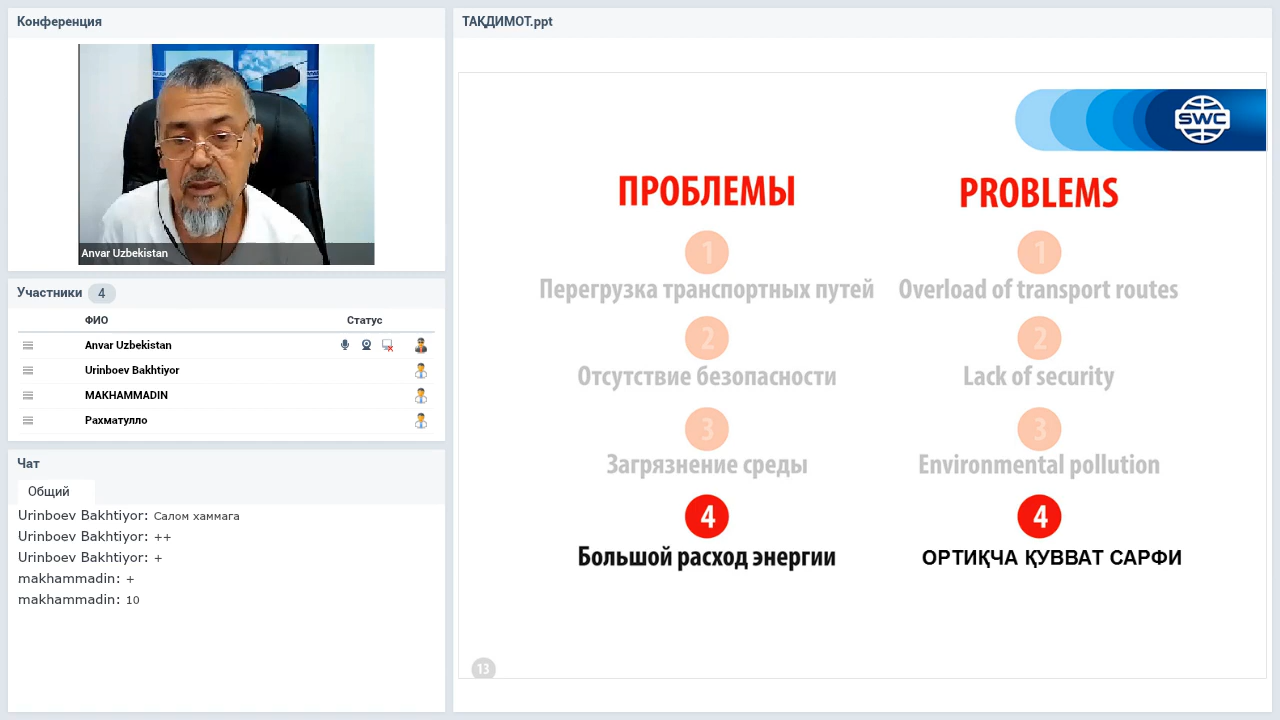 Конференция
Anvar Uzbekistan
Участники 4
ФИО Статус
Anvar Uzbekistan
Urinboev Bakhtiyor
MAKHAMMADIN
Рахматулло
Чат
Общий
Urinboev Bakhtiyor: Салом хаммага
Urinboev Bakhtiyor: ++
Urinboev Bakhtiyor: +
makhammadin: +
makhammadin: 10
ТАҚДИМОТ.ppt
SWC
ПРОБЛЕМЫ
1
Перегрузка транспортных путей
2
Отсутствие безопасности
3
Загрязнение среды
4
Большой расход энергии
PROBLEMS
1
Overload of transport routes
2
Lack of security
3
Environmental pollution
4
ОРТИҚЧА ҚУВВАТ САРФИ
13